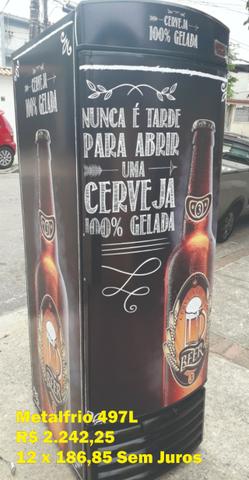 CERVEJA
100% GELADA
CERVEJA
100% GELADA
NUNCA É TARDE
PARA ABRIR
UMA
CERVEJA
100% GELADA
BEER
Metalfrio 497L
R$ 2.242,25
12 x 186,85 Sem Juros